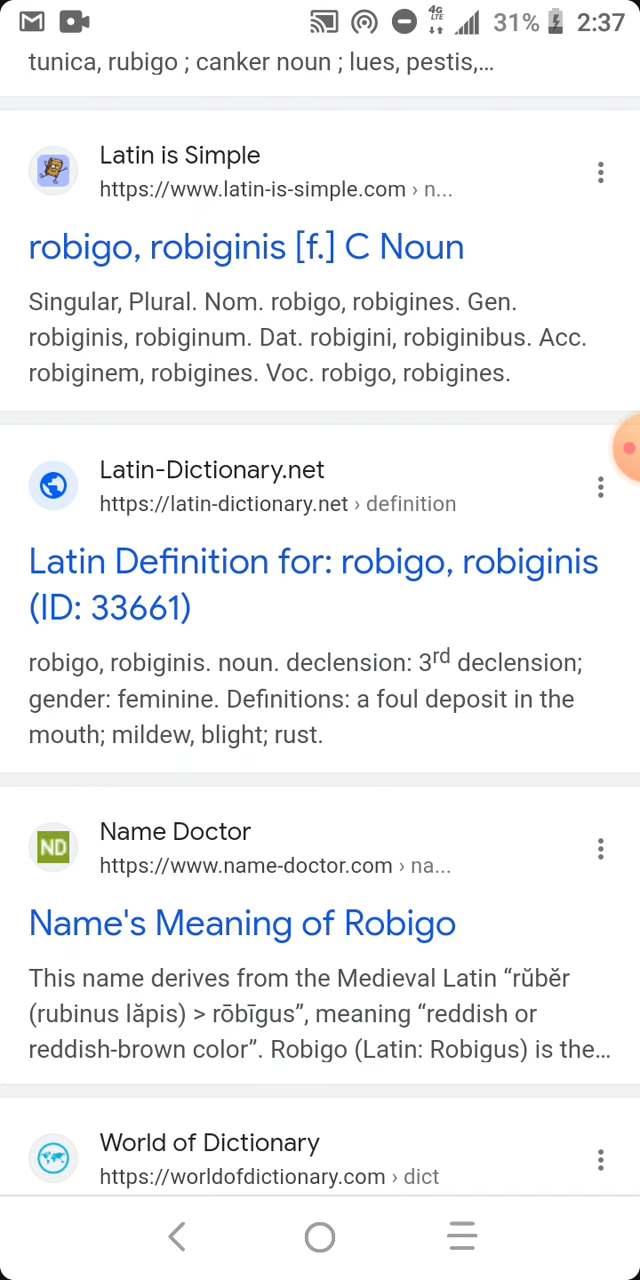 4G
LTE
31%
2:37
tunica, rubigo ; canker noun ; lues, pestis,...
Latin is Simple
https://www.latin-is-simple.com › n...
robigo, robiginis [f.] C Noun
Singular, Plural. Nom. robigo, robigines. Gen.
robiginis, robiginum. Dat. robigini, robiginibus. Acc.
robiginem, robigines. Voc. robigo, robigines.
Latin-Dictionary.net
https://latin-dictionary.net › definition
Latin Definition for: robigo, robiginis
(ID: 33661)
robigo, robiginis. noun. declension: 3rd declension;
gender: feminine. Definitions: a foul deposit in the
mouth; mildew, blight; rust.
ND
Name Doctor
https://www.name-doctor.com › na...
Name's Meaning of Robigo
This name derives from the Medieval Latin “rŭbĕr
(rubinus lăpis) > rōbīgus”, meaning “reddish or
reddish-brown color”. Robigo (Latin: Robigus) is the...
World of Dictionary
https://worldofdictionary.com › dict